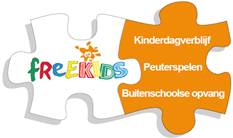 FREEKIDS
Kinderdagverblijf
Peuterspelen
Buitenschoolse opvang